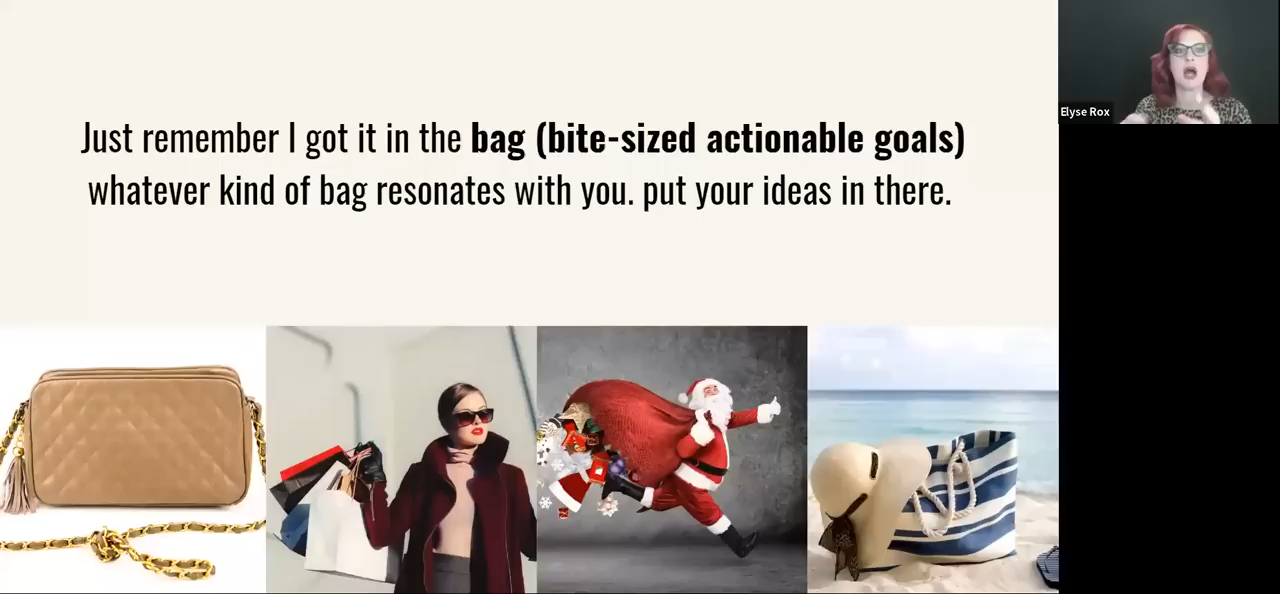 Just remember I got it in the bag (bite-sized actionable goals)
whatever kind of bag resonates with you. put your ideas in there.
Elyse Rox